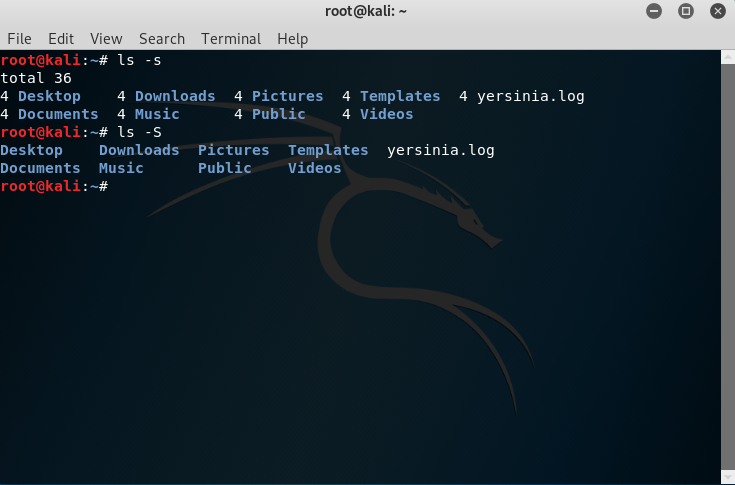 root@kali: ~
File Edit View Search Terminal Help
root@kali:~# ls -s
total 36
4 Desktop    4 Downloads  4 Pictures  4 Templates  4 yersinia.log
4 Documents  4 Music      4 Public    4 Videos
root@kali:~# ls -S
Desktop    Downloads  Pictures  Templates  yersinia.log
Documents  Music      Public    Videos
root@kali:~#